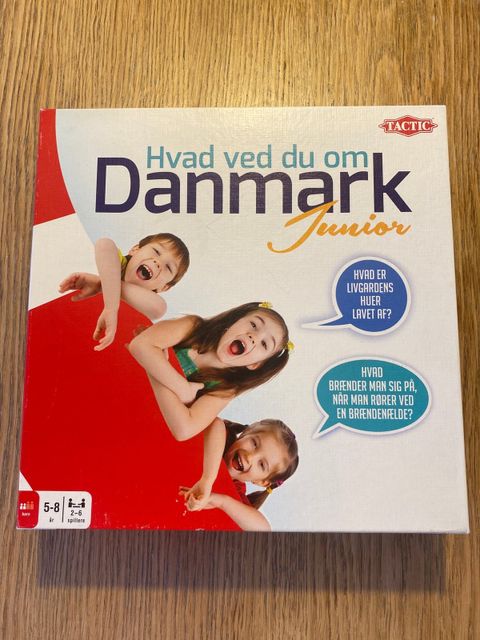 TACTIC
Hvad ved du om
Danmark
Junior
HVAD ER
LIVGARDENS
HUER
LAVET AF?
HVAD
BRÆNDER MAN SIG PÅ,
NÅR MAN RØRER VED
EN BRÆNDENÆLDE?
børn
5-8
år
2-6
spillere